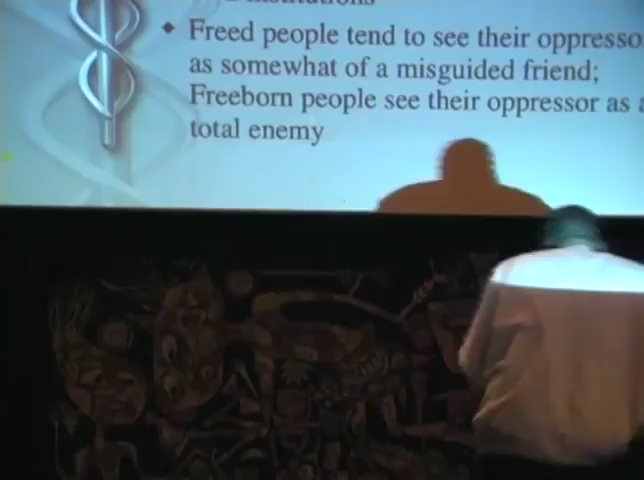 Freed people tend to see their oppresso
as somewhat of a misguided friend;
Freeborn people see their oppressor as a
total enemy